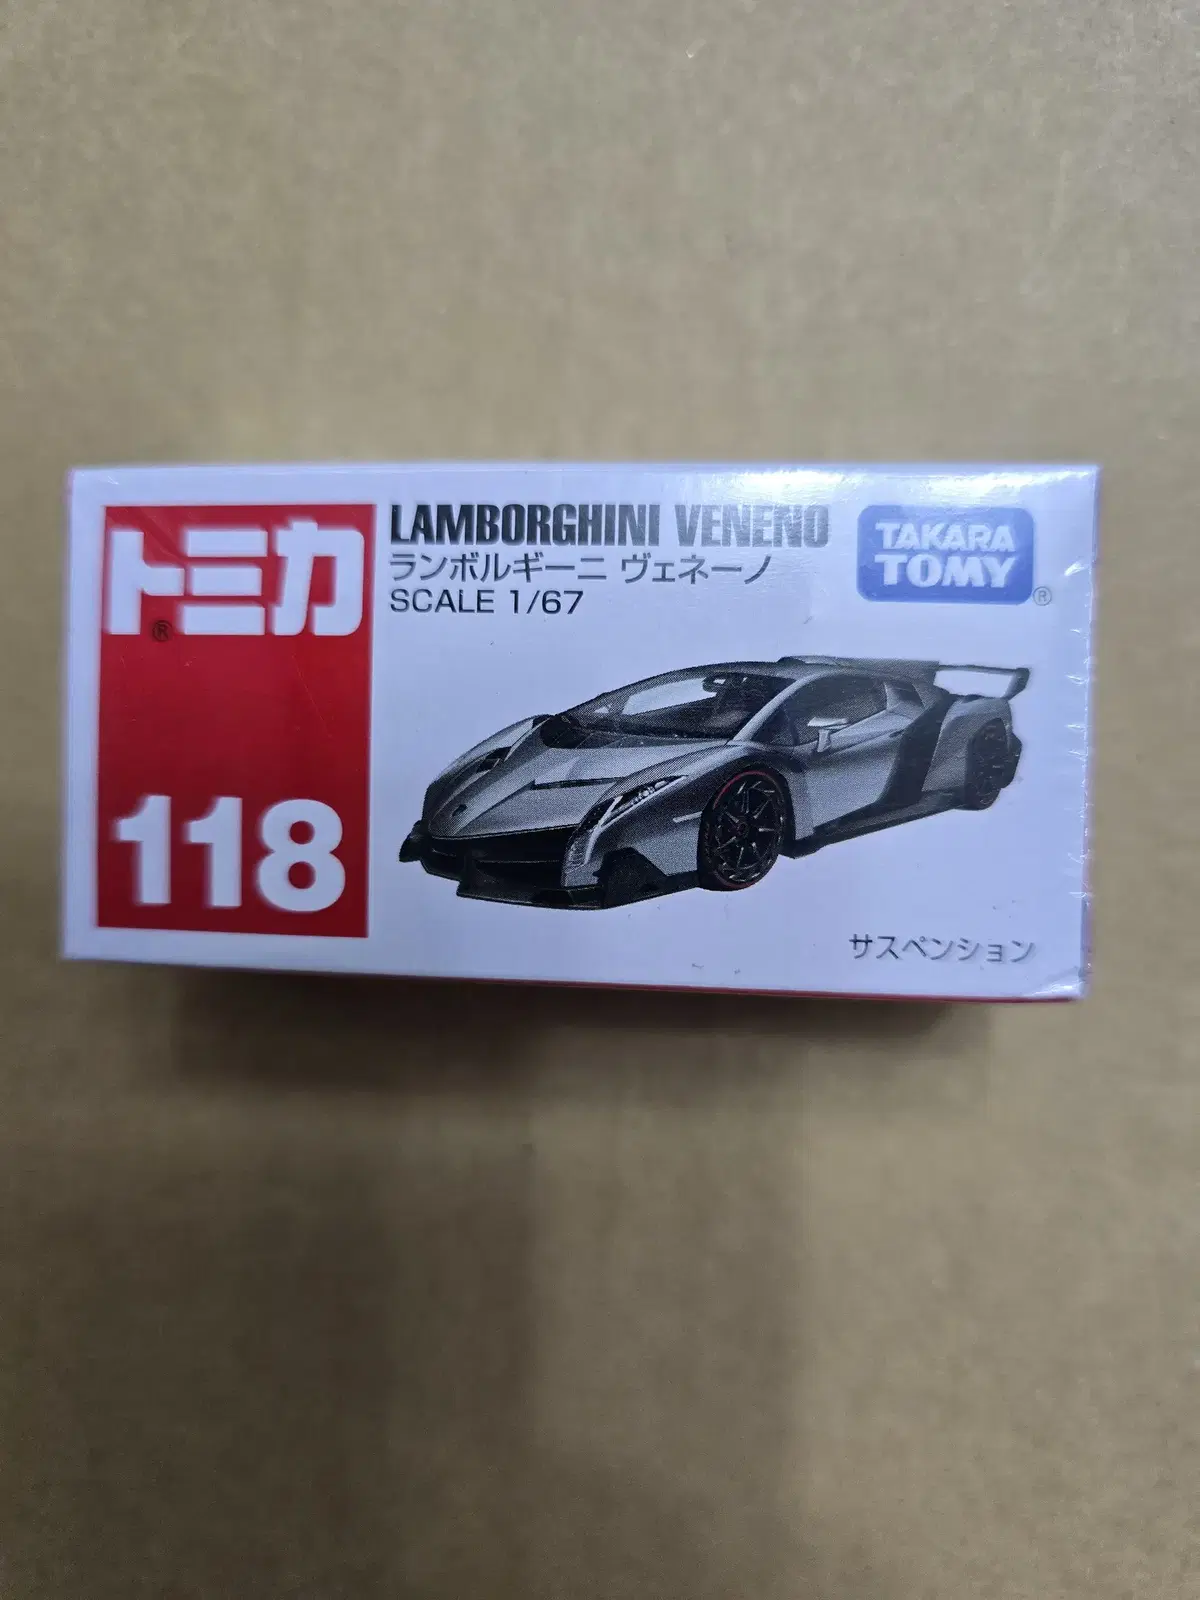 トミカ
®
118
LAMBORGHINI VENENO
ランボルギーニ ヴェネーノ
SCALE 1/67
TAKARA
TOMY
®
サスペンション